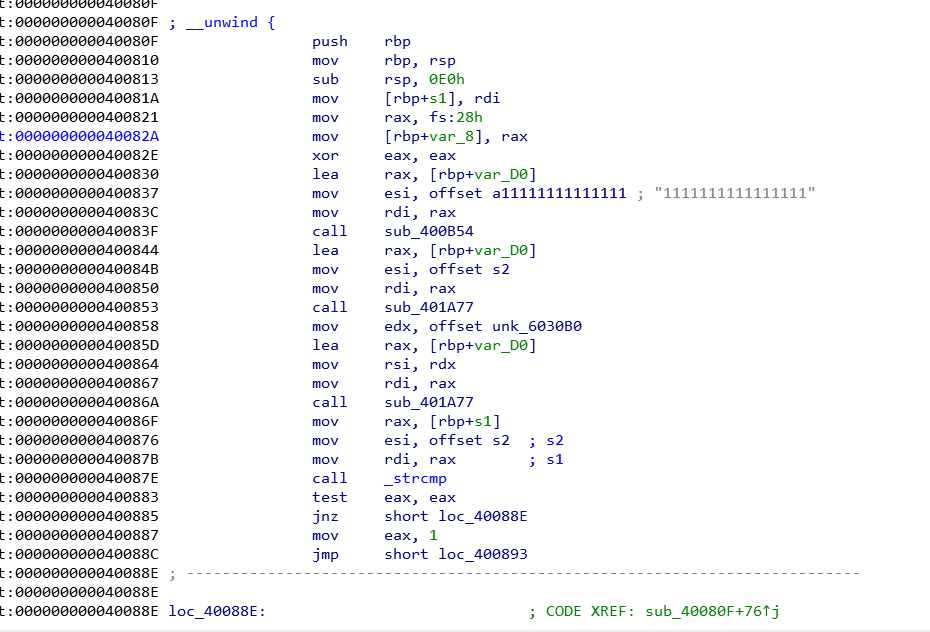 t:000000000040080F
t:000000000040080F ; __unwind {
t:000000000040080F push rbp
t:0000000000400810 mov rbp, rsp
t:0000000000400813 sub rsp, 0E0h
t:000000000040081A mov [rbp+s1], rdi
t:0000000000400821 mov rax, fs:28h
t:000000000040082A mov [rbp+var_8], rax
t:000000000040082E xor eax, eax
t:0000000000400830 lea rax, [rbp+var_D0]
t:0000000000400837 mov esi, offset a11111111111111 ; "1111111111111111"
t:000000000040083C mov rdi, rax
t:000000000040083F call sub_400B54
t:0000000000400844 lea rax, [rbp+var_D0]
t:000000000040084B mov esi, offset s2
t:0000000000400850 mov rdi, rax
t:0000000000400853 call sub_401A77
t:0000000000400858 mov edx, offset unk_6030B0
t:000000000040085D lea rax, [rbp+var_D0]
t:0000000000400864 mov rsi, rdx
t:0000000000400867 mov rdi, rax
t:000000000040086A call sub_401A77
t:000000000040086F mov rax, [rbp+s1]
t:0000000000400876 mov esi, offset s2 ; s2
t:000000000040087B mov rdi, rax ; s1
t:000000000040087E call _strcmp
t:0000000000400883 test eax, eax
t:0000000000400885 jnz short loc_40088E
t:0000000000400887 mov eax, 1
t:000000000040088C jmp short loc_400893
t:000000000040088E ; ---------------------------------------------------------------------------
t:000000000040088E
t:000000000040088E loc_40088E: ; CODE XREF: sub_40080F+76↑j